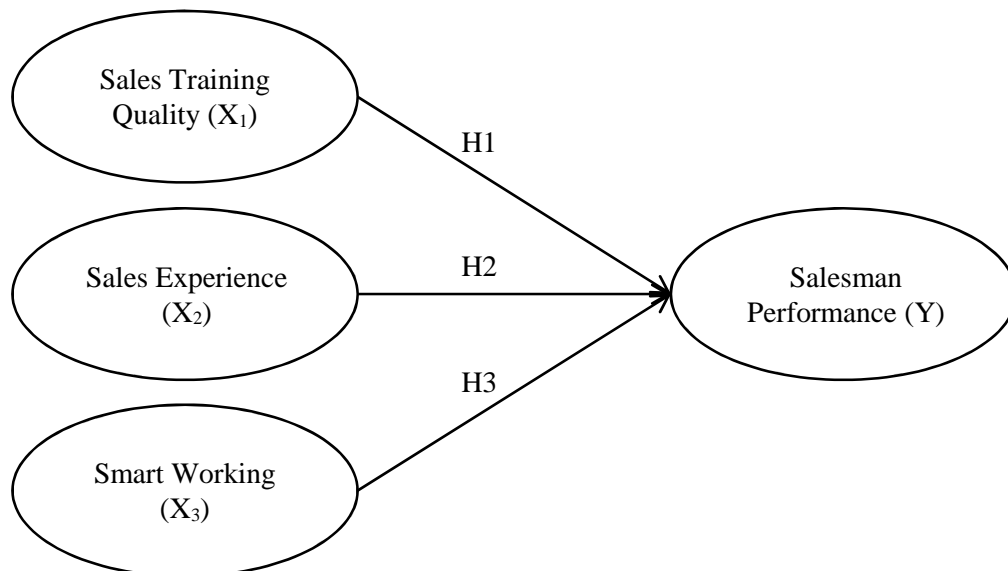 Sales Training
Quality (X₁)
H1
Sales Experience
(X₂)
H2
Salesman
Performance (Y)
H3
Smart Working
(X₃)